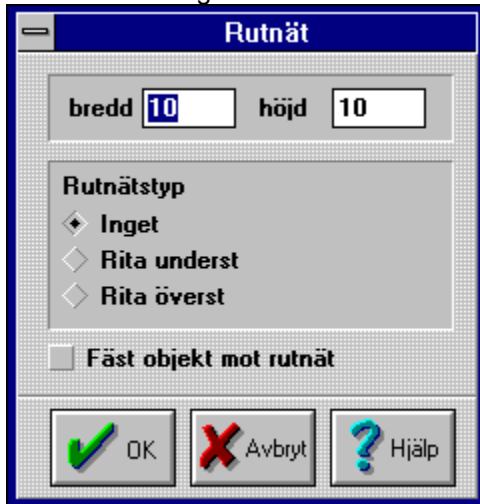 Rutnät
bredd 10 höjd 10
Rutnätstyp
Inget
Rita underst
Rita överst
Fäst objekt mot rutnät
OK Avbryt Hjälp